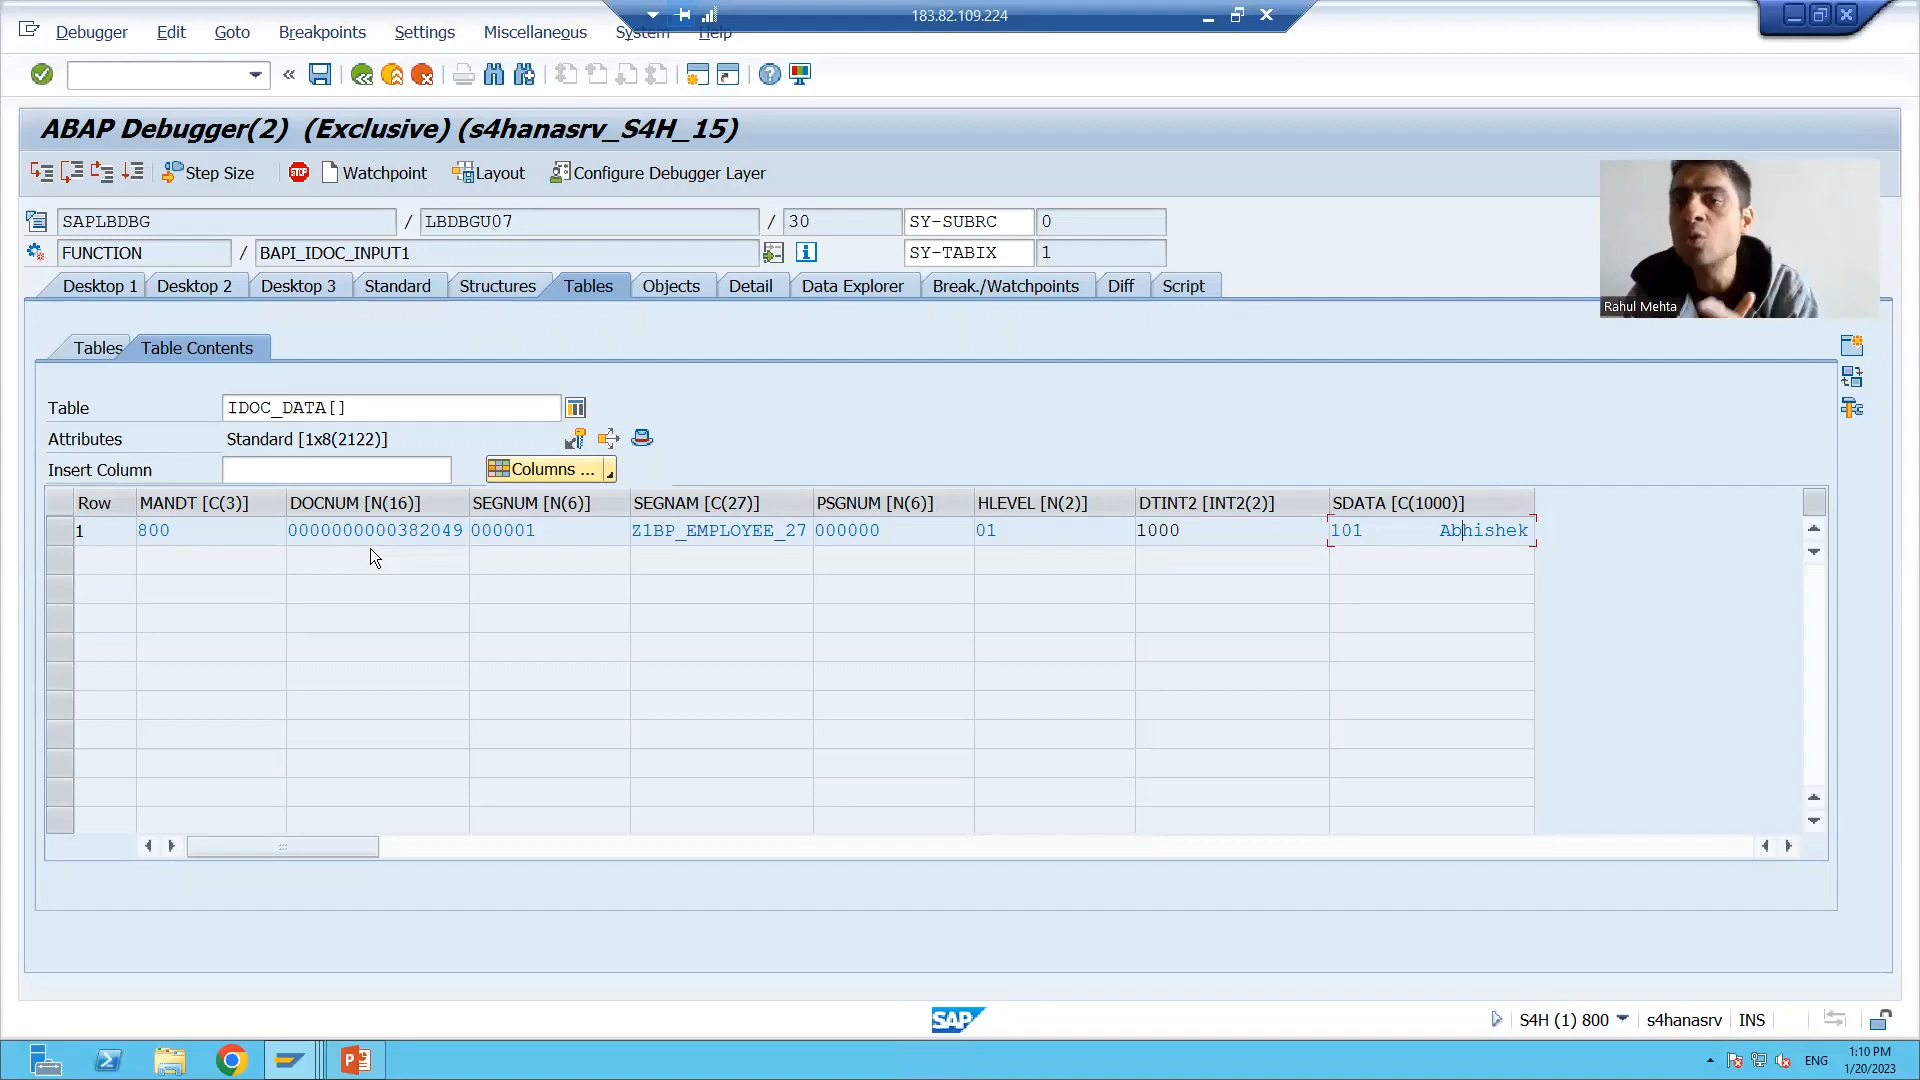 183.82.109.224
Debugger Edit Goto Breakpoints Settings Miscellaneous System Help
ABAP Debugger(2) (Exclusive) (s4hanasrv_S4H_15)
Step Size STOP Watchpoint Layout Configure Debugger Layer
SAPLBDBG / LBDBGU07 / 30 SY-SUBRC 0
FUNCTION / BAPI_IDOC_INPUT1 SY-TABIX 1
Desktop 1 Desktop 2 Desktop 3 Standard Structures Tables Objects Detail Data Explorer Break./Watchpoints Diff Script
Rahul Mehta
Tables Table Contents
Table IDOC_DATA[]
Attributes Standard [1x8(2122)]
Insert Column Columns ...
Row MANDT [C(3)] DOCNUM [N(16)] SEGNUM [N(6)] SEGNAM [C(27)] PSGNUM [N(6)] HLEVEL [N(2)] DTINT2 [INT2(2)] SDATA [C(1000)]
1 800 0000000000382049 000001 Z1BP_EMPLOYEE_27 000000 01 1000 101 Abhishek
SAP S4H (1) 800 s4hanasrv INS
ENG 1:10 PM
1/20/2023